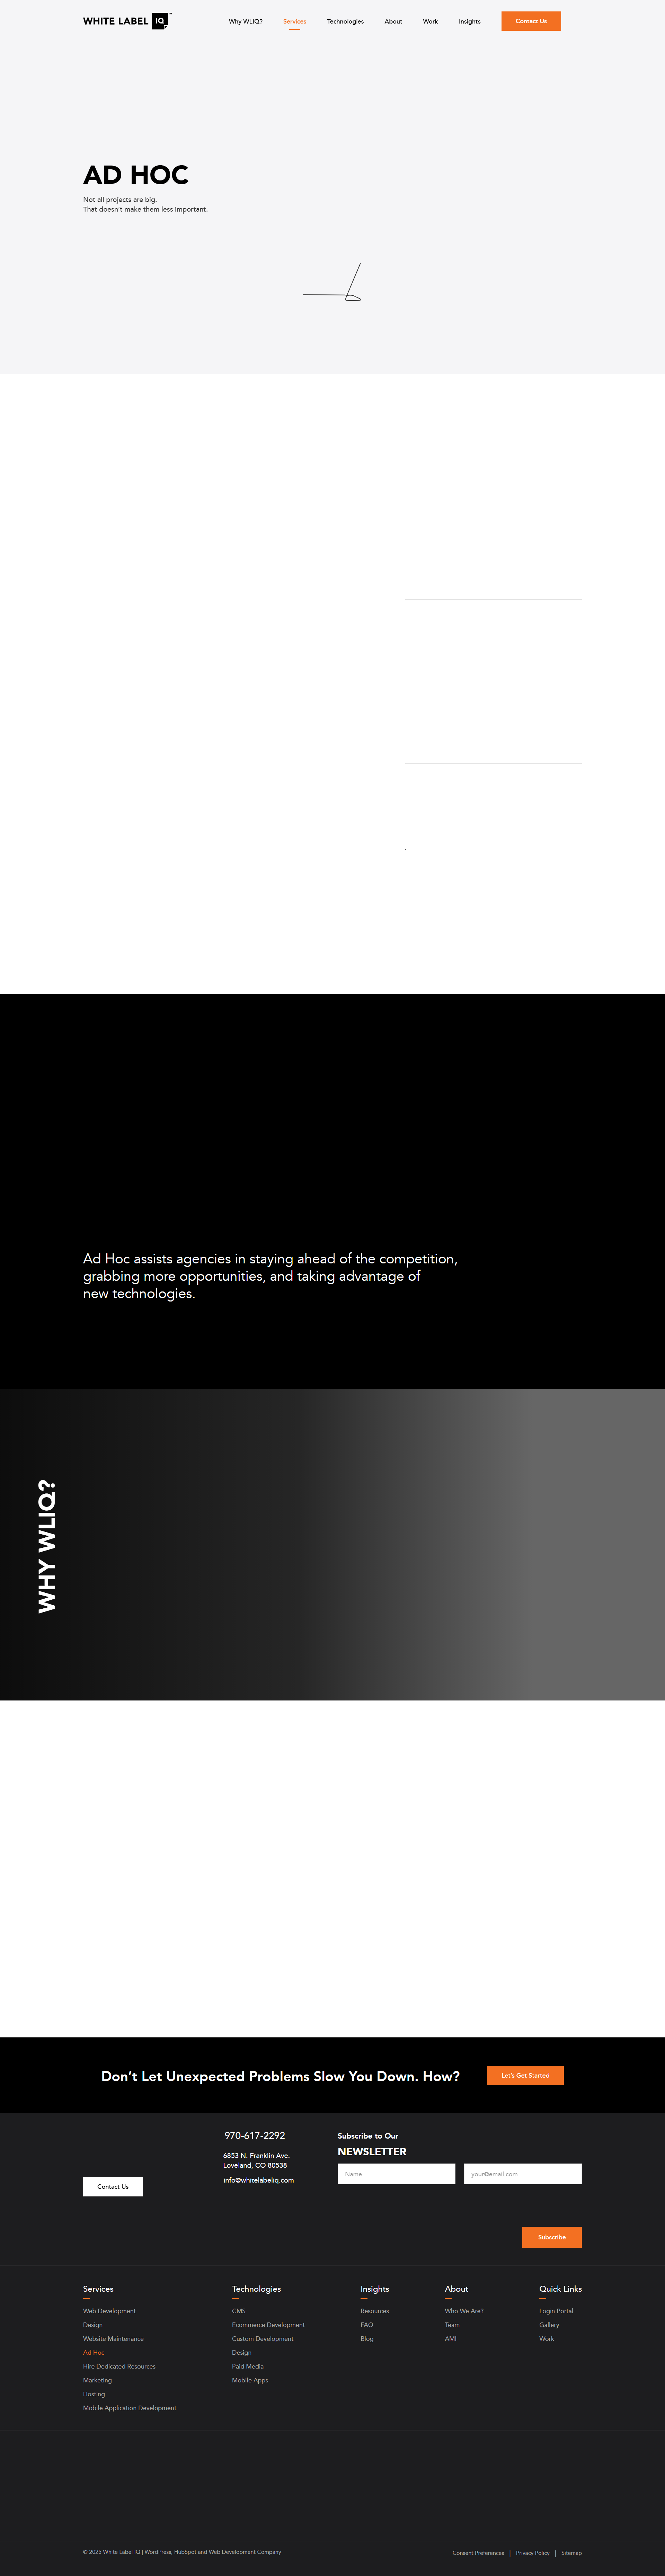 WHITE LABEL IQ™
Why WLIQ?
Services
Technologies
About
Work
Insights
Contact Us
AD HOC
Not all projects are big.
That doesn't make them less important.
Ad Hoc assists agencies in staying ahead of the competition,
grabbing more opportunities, and taking advantage of
new technologies.
WHY WLIQ?
Don't Let Unexpected Problems Slow You Down. How?
Let's Get Started
Contact Us
970-617-2292
6853 N. Franklin Ave.
Loveland, CO 80538
info@whitelabeliq.com
Subscribe to Our
NEWSLETTER
Name
your@email.com
Subscribe
Services
Web Development
Design
Website Maintenance
Ad Hoc
Hire Dedicated Resources
Marketing
Hosting
Mobile Application Development
Technologies
CMS
Ecommerce Development
Custom Development
Design
Paid Media
Mobile Apps
Insights
Resources
FAQ
Blog
About
Who We Are?
Team
AMI
Quick Links
Login Portal
Gallery
Work
© 2025 White Label IQ | WordPress, HubSpot and Web Development Company
Consent Preferences | Privacy Policy | Sitemap